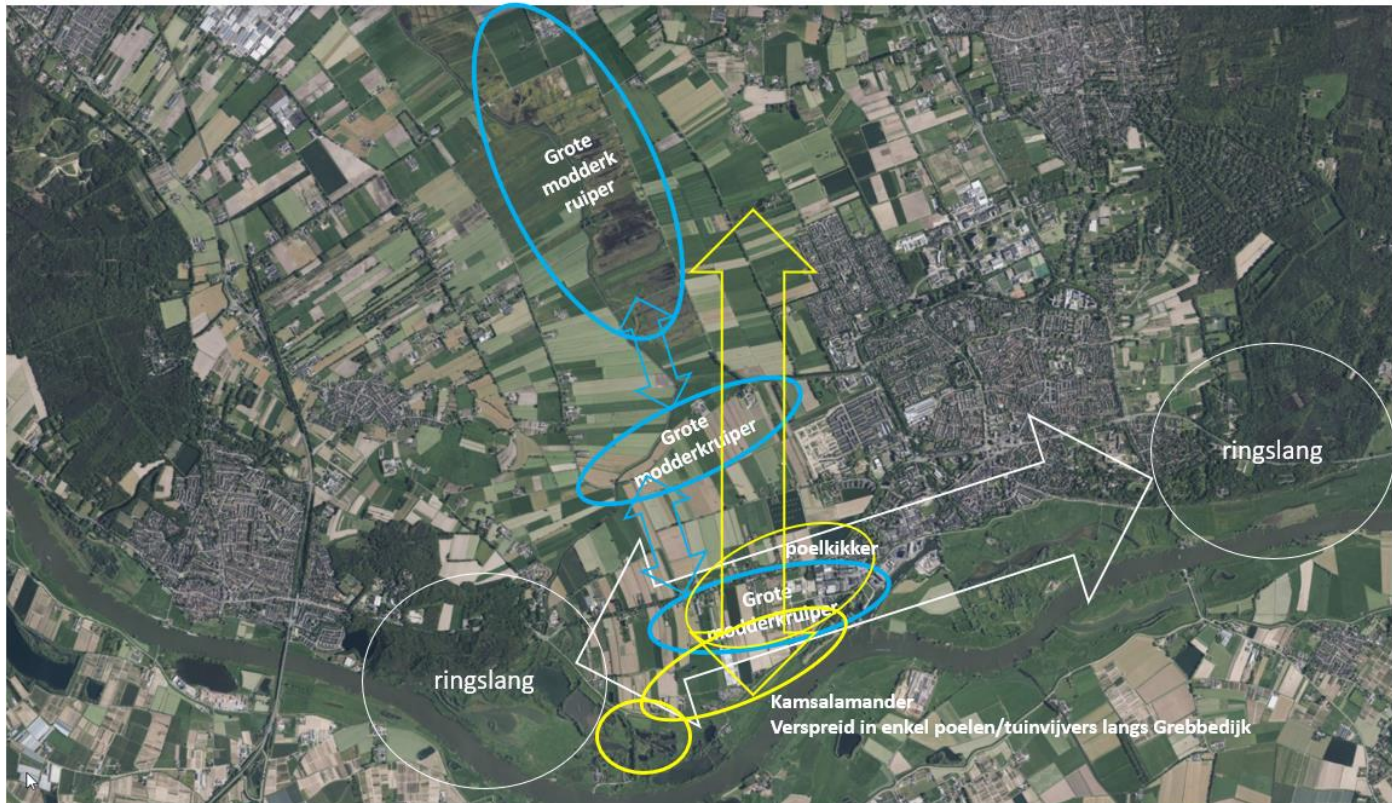 Grote
modderk
ruiper
Grote
modderkruiper
ringslang
poelkikker
Grote
modderkruiper
ringslang
Kamsalamander
Verspreid in enkel poelen/tuinvijvers langs Grebbedijk